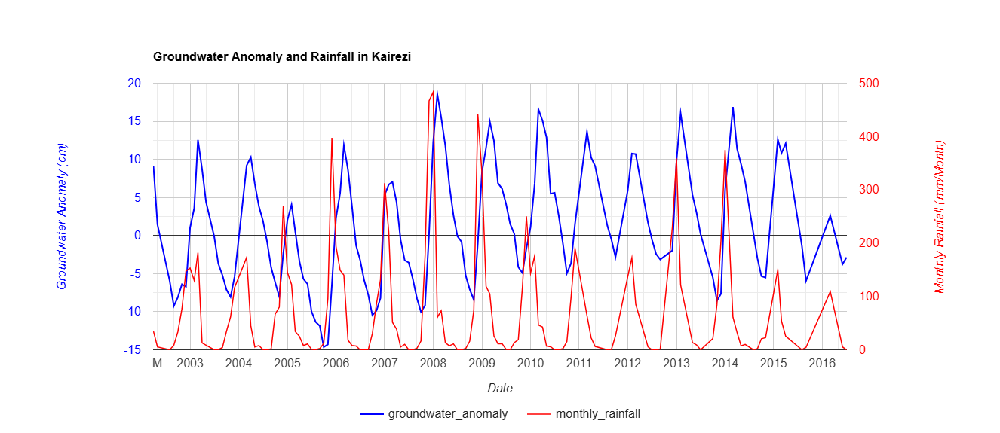 Groundwater Anomaly and Rainfall in Kairezi
20
15
10
5
0
-5
-10
-15
Groundwater Anomaly (cm)
500
400
300
200
100
0
Monthly Rainfall (mm/Month)
M 2003 2004 2005 2006 2007 2008 2009 2010 2011 2012 2013 2014 2015 2016
Date
groundwater_anomaly monthly_rainfall